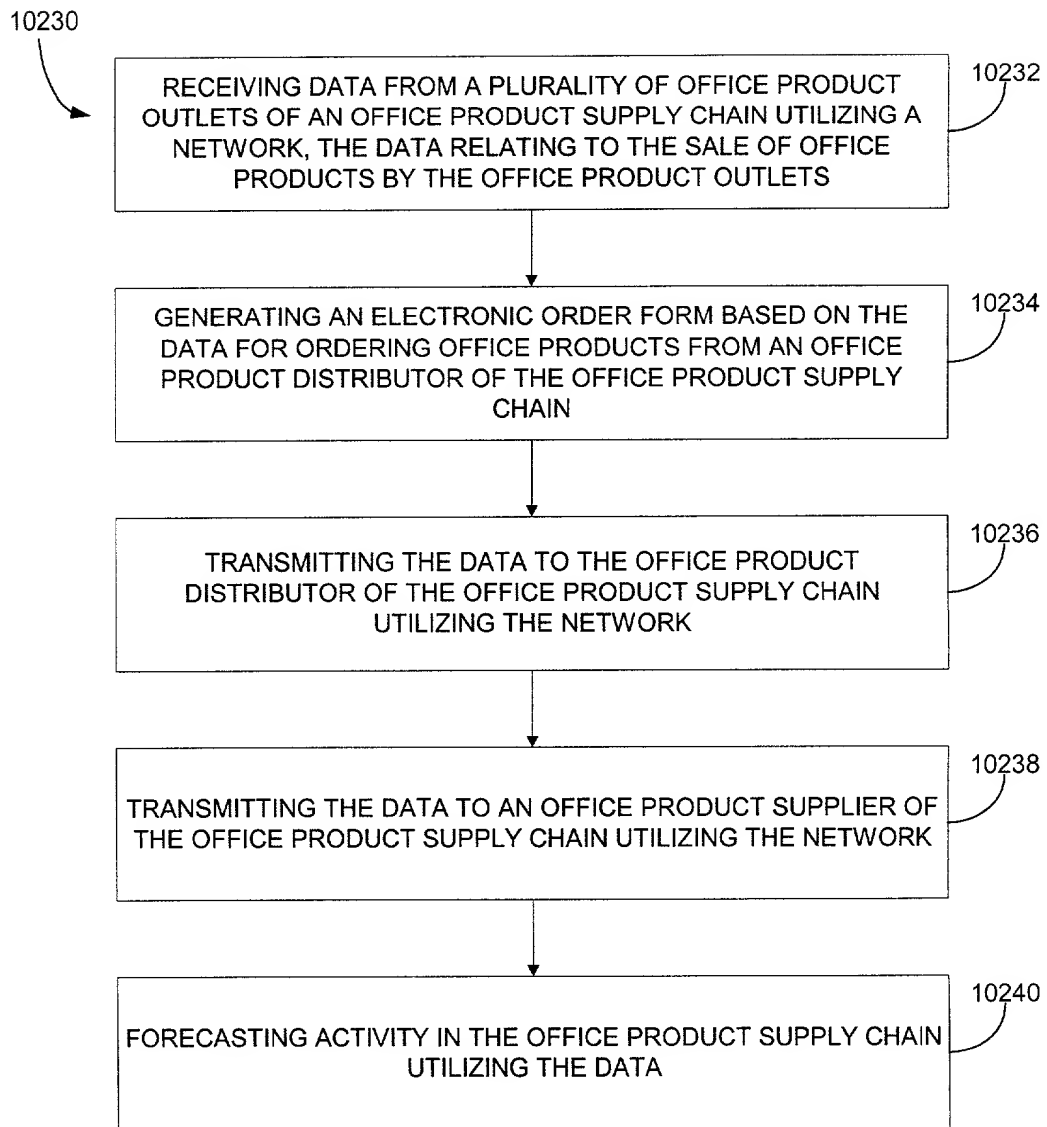 10230
10232
RECEIVING DATA FROM A PLURALITY OF OFFICE PRODUCT
OUTLETS OF AN OFFICE PRODUCT SUPPLY CHAIN UTILIZING A
NETWORK, THE DATA RELATING TO THE SALE OF OFFICE
PRODUCTS BY THE OFFICE PRODUCT OUTLETS
10234
GENERATING AN ELECTRONIC ORDER FORM BASED ON THE
DATA FOR ORDERING OFFICE PRODUCTS FROM AN OFFICE
PRODUCT DISTRIBUTOR OF THE OFFICE PRODUCT SUPPLY
CHAIN
10236
TRANSMITTING THE DATA TO THE OFFICE PRODUCT
DISTRIBUTOR OF THE OFFICE PRODUCT SUPPLY CHAIN
UTILIZING THE NETWORK
10238
TRANSMITTING THE DATA TO AN OFFICE PRODUCT SUPPLIER OF
THE OFFICE PRODUCT SUPPLY CHAIN UTILIZING THE NETWORK
10240
FORECASTING ACTIVITY IN THE OFFICE PRODUCT SUPPLY CHAIN
UTILIZING THE DATA